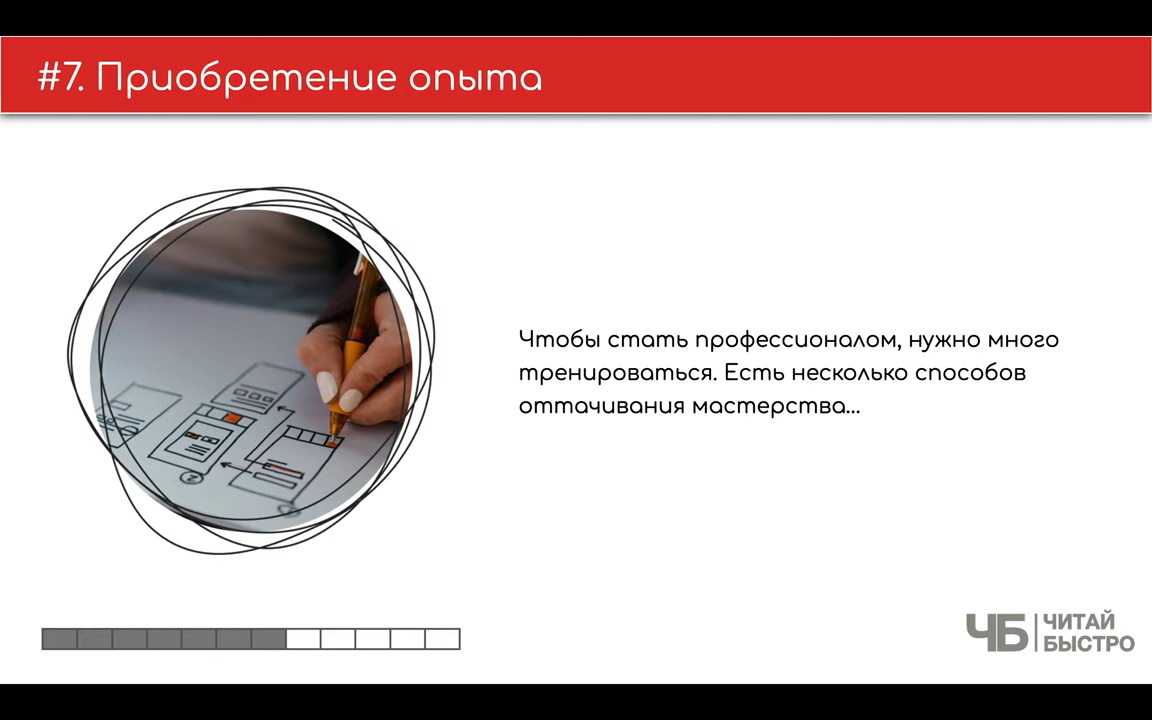 #7. Приобретение опыта
Чтобы стать профессионалом, нужно много
тренироваться. Есть несколько способов
оттачивания мастерства...
ЧБ
ЧИТАЙ
БЫСТРО